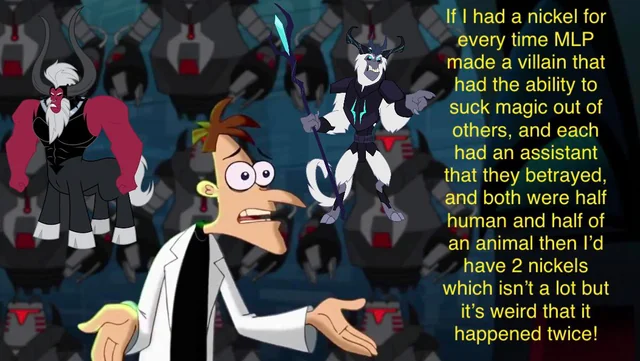 If I had a nickel for
every time MLP
made a villain that
had the ability to
suck magic out of
others, and each
had an assistant
that they betrayed,
and both were half
human and half of
an animal then I’d
have 2 nickels
which isn’t a lot but
it’s weird that it
happened twice!